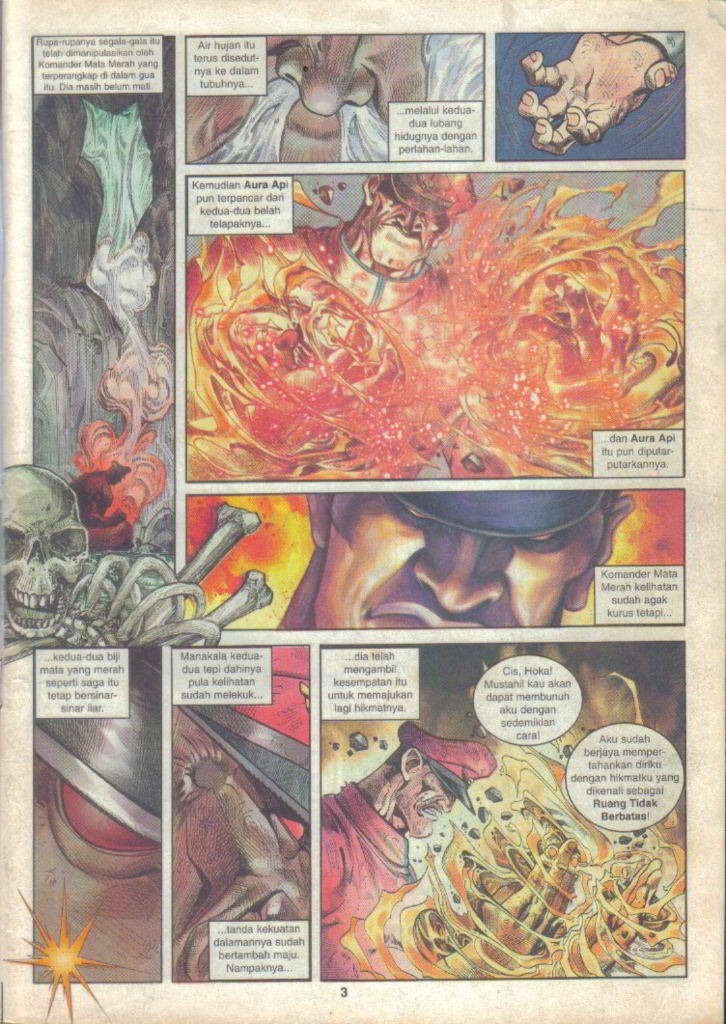 Rupa-rupanya segala-gala itu
telah dimanipulasikan oleh
Komander Mata Merah yang
terperangkap di dalam gua
itu. Dia masih belum mati.
Air hujan itu
terus disedut-
nya ke dalam
tubuhnya...
...melalui kedua-
dua lubang
hidugnya dengan
perlahan-lahan.
Kemudian Aura Api
pun terpancar dari
kedua-dua belah
telapaknya...
...dan Aura Api
itu pun diputar-
putarkannya.
Komander Mata
Merah kelihatan
sudah agak
kurus tetapi...
...kedua-dua biji
mata yang merah
seperti saga itu
tetap bersinar-
sinar liar.
Manakala kedua-
dua tepi dahinya
pula kelihatan
sudah melekuk...
...tanda kekuatan
dalamannya sudah
bertambah maju.
Nampaknya...
...dia telah
mengambil
kesempatan itu
untuk memajukan
lagi hikmatnya.
Cis, Hoka!
Mustahil kau akan
dapat membunuh
aku dengan
sedemikian
cara!
Aku sudah
berjaya memper-
tahankan diriku
dengan hikmatku yang
dikenali sebagai
Ruang Tidak
Berbatas!
3